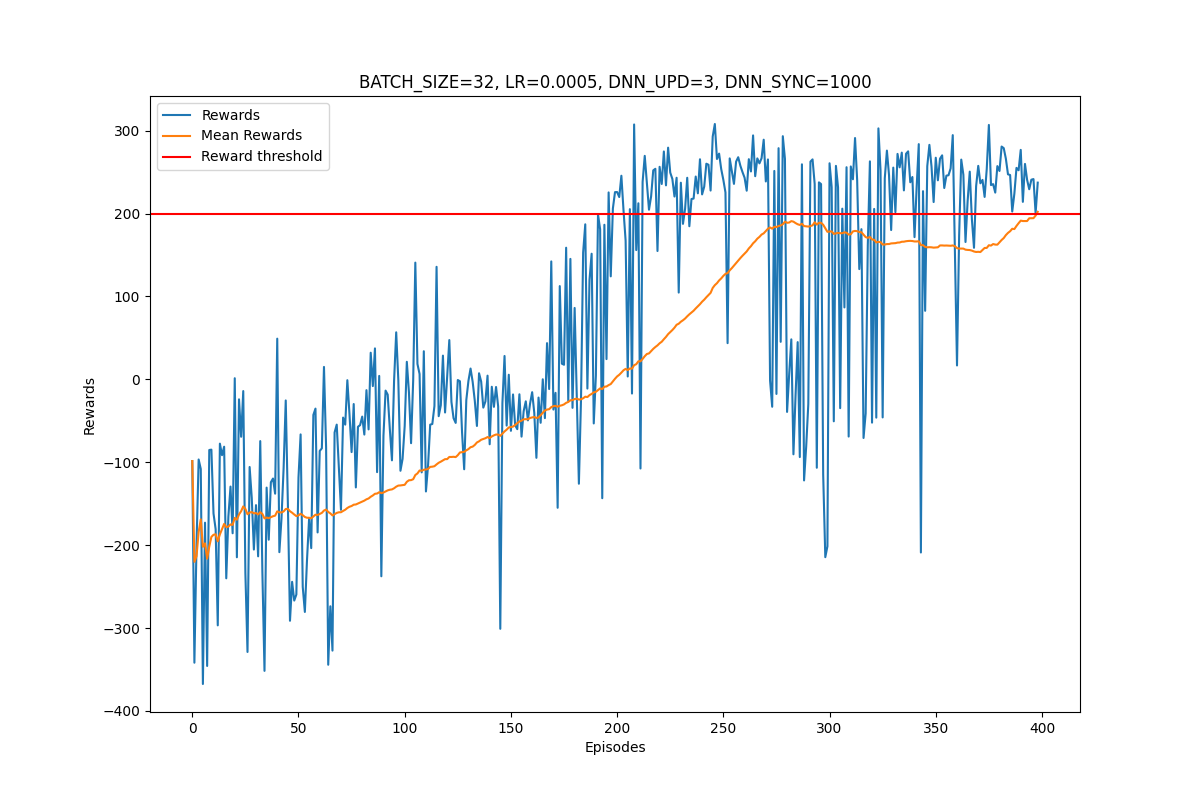 BATCH_SIZE=32, LR=0.0005, DNN_UPD=3, DNN_SYNC=1000
Rewards
Mean Rewards
Reward threshold
300
200
100
0
−100
−200
−300
−400
Rewards
0 50 100 150 200 250 300 350 400
Episodes